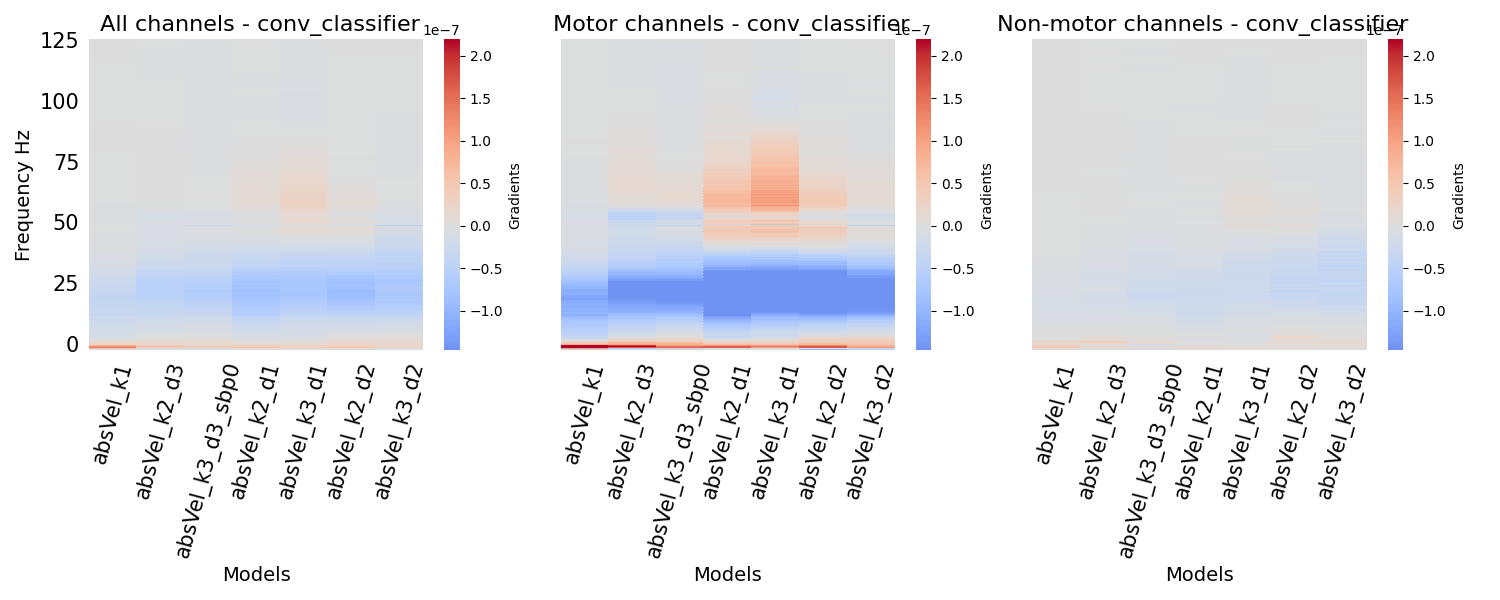 All channels - conv_classifier
1e−7
Motor channels - conv_classifier
1e−7
Non-motor channels - conv_classifier
1e−7
Frequency Hz
125
100
75
50
25
0
2.0
1.5
1.0
0.5
0.0
−0.5
−1.0
Gradients
2.0
1.5
1.0
0.5
0.0
−0.5
−1.0
Gradients
2.0
1.5
1.0
0.5
0.0
−0.5
−1.0
Gradients
absVel_k1
absVel_k2_d3
absVel_k3_d3_sbp0
absVel_k2_d1
absVel_k3_d1
absVel_k2_d2
absVel_k3_d2
absVel_k1
absVel_k2_d3
absVel_k3_d3_sbp0
absVel_k2_d1
absVel_k3_d1
absVel_k2_d2
absVel_k3_d2
absVel_k1
absVel_k2_d3
absVel_k3_d3_sbp0
absVel_k2_d1
absVel_k3_d1
absVel_k2_d2
absVel_k3_d2
Models
Models
Models